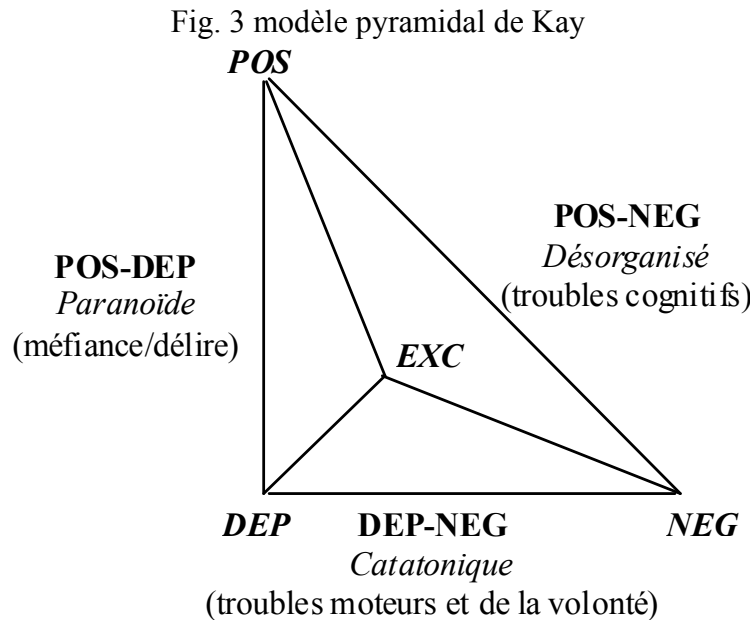 Fig. 3 modèle pyramidal de Kay
POS
POS-NEG
Désorganisé
(troubles cognitifs)
POS-DEP
Paranoïde
(méfiance/délire)
EXC
DEP
DEP-NEG
NEG
Catatonique
(troubles moteurs et de la volonté)